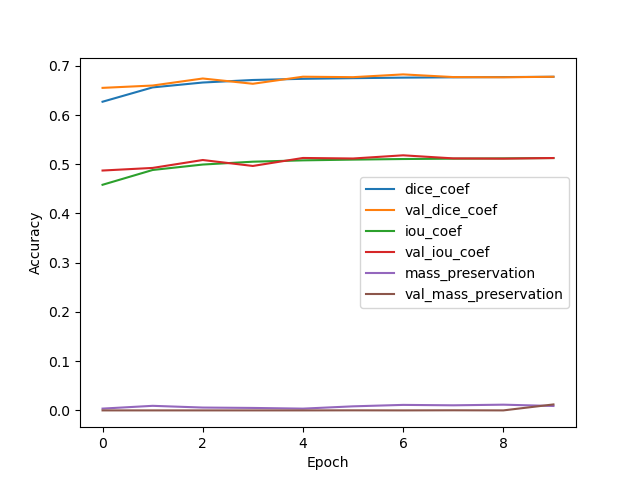 0.7
0.6
0.5
0.4
0.3
0.2
0.1
0.0
Accuracy
dice_coef
val_dice_coef
iou_coef
val_iou_coef
mass_preservation
val_mass_preservation
0 2 4 6 8
Epoch